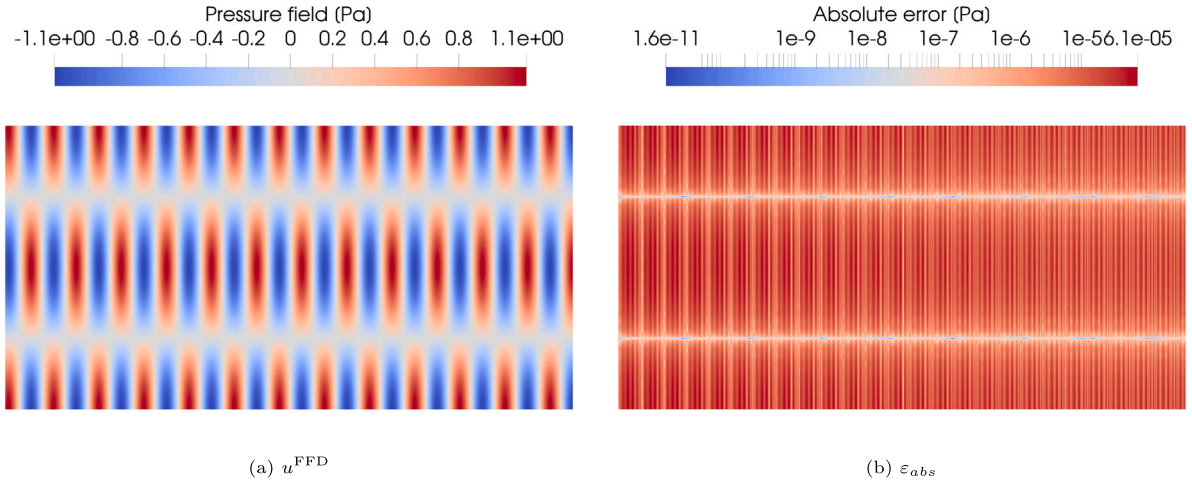 Pressure field (Pa)
-1.1e+00 -0.8 -0.6 -0.4 -0.2 0 0.2 0.4 0.6 0.8 1.1e+00
Absolute error (Pa)
1.6e-11 1e-9 1e-8 1e-7 1e-6 1e-56.1e-05
(a) u^FFD
(b) ε_abs